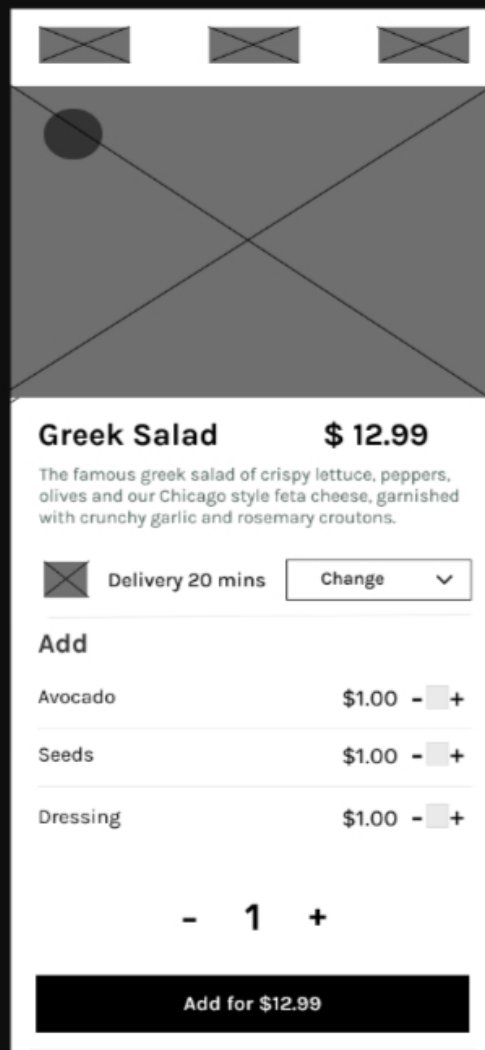 Greek Salad $ 12.99
The famous greek salad of crispy lettuce, peppers,
olives and our Chicago style feta cheese, garnished
with crunchy garlic and rosemary croutons.
Delivery 20 mins Change
Add
Avocado $1.00 - +
Seeds $1.00 - +
Dressing $1.00 - +
- 1 +
Add for $12.99